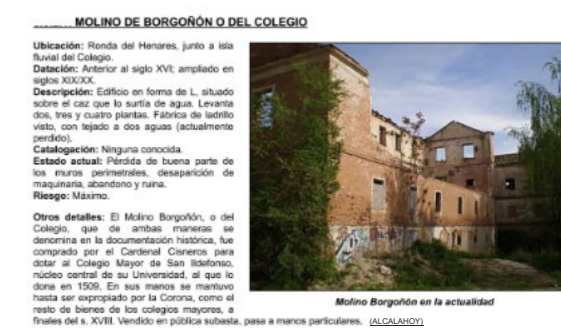 MOLINO DE BORGOÑÓN O DEL COLEGIO
Ubicación: Ronda del Henares, junto a isla
fluvial del Colegio.
Datación: Anterior al siglo XVI; ampliado en
siglos XIX/XX.
Descripción: Edificio en forma de L, situado
sobre el caz que lo surtía de agua. Levanta
dos, tres y cuatro plantas. Fábrica de ladrillo
visto, con tejado a dos aguas (actualmente
perdido).
Catalogación: Ninguna conocida.
Estado actual: Pérdida de buena parte de
los muros perimetrales, desaparición de
maquinaria, abandono y ruina.
Riesgo: Máximo.
Otros detalles: El Molino Borgoñón, o del
Colegio, que de ambas maneras se
denomina en la documentación histórica, fue
comprado por el Cardenal Cisneros para
dotar al Colegio Mayor de San Ildefonso,
núcleo central de su Universidad, al que lo
dona en 1509. En sus manos se mantuvo
hasta ser expropiado por la Corona, como el
resto de bienes de los colegios mayores, a
finales del s. XVIII. Vendido en pública subasta, pasa a manos particulares. (ALCALAHOY)
Molino Borgoñón en la actualidad